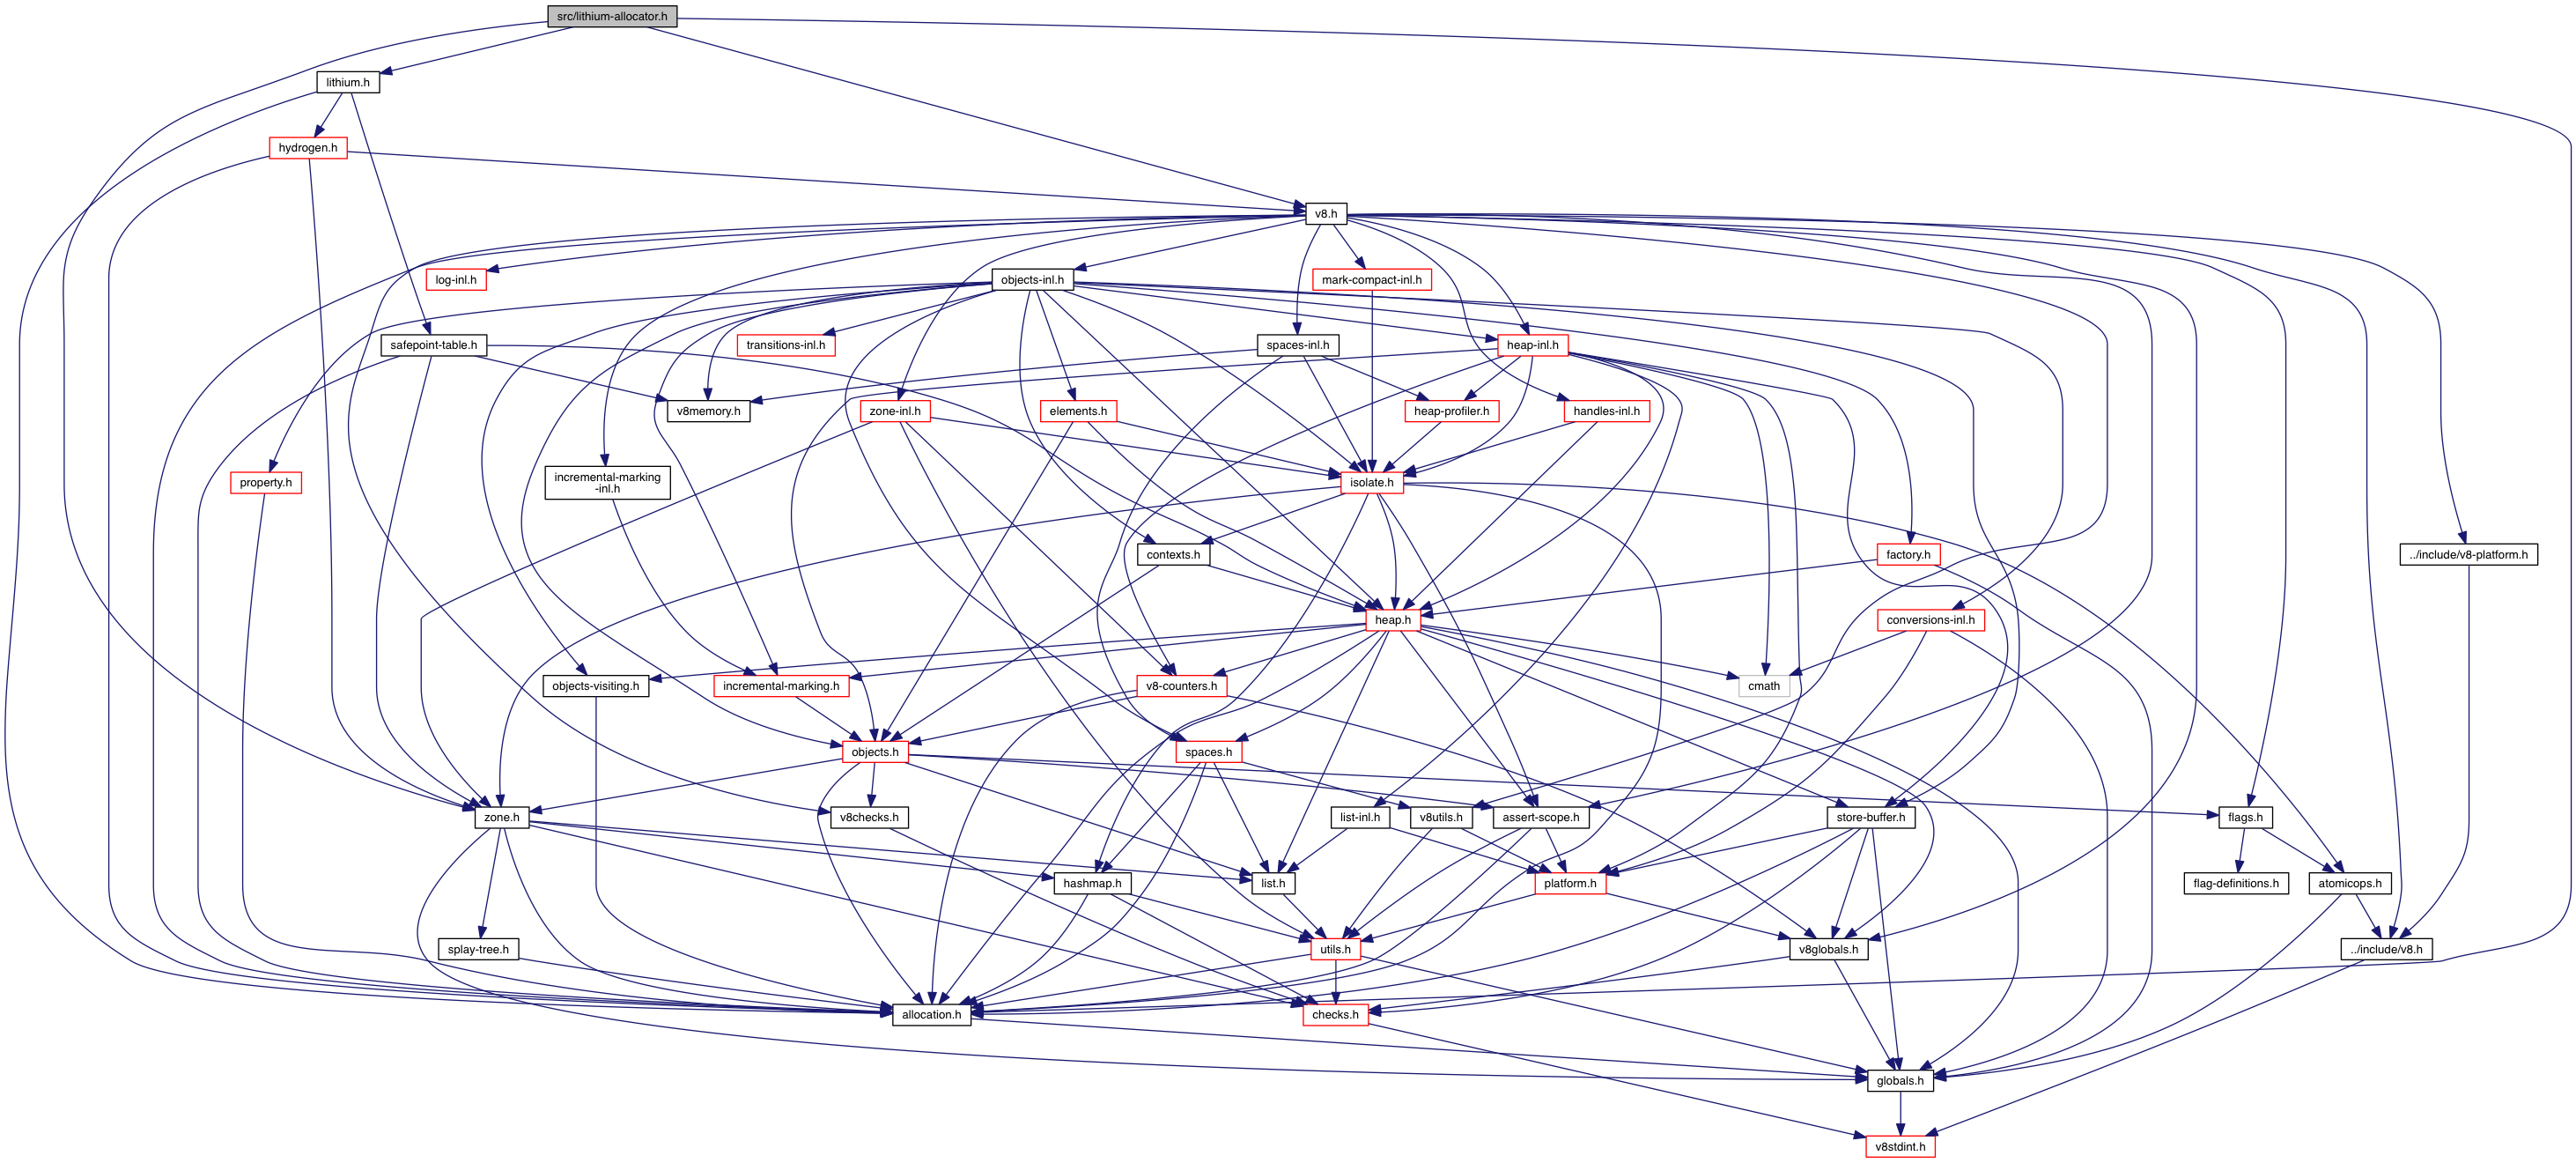 src/lithium-allocator.h
lithium.h
hydrogen.h
v8.h
log-inl.h
objects-inl.h
mark-compact-inl.h
safepoint-table.h
transitions-inl.h
spaces-inl.h
heap-inl.h
v8memory.h
zone-inl.h
elements.h
heap-profiler.h
handles-inl.h
property.h
incremental-marking
-inl.h
isolate.h
contexts.h
factory.h
../include/v8-platform.h
heap.h
conversions-inl.h
objects-visiting.h
incremental-marking.h
v8-counters.h
cmath
objects.h
spaces.h
zone.h
v8checks.h
list-inl.h
v8utils.h
assert-scope.h
store-buffer.h
flags.h
hashmap.h
list.h
platform.h
flag-definitions.h
atomicops.h
splay-tree.h
utils.h
v8globals.h
../include/v8.h
allocation.h
checks.h
globals.h
v8stdint.h